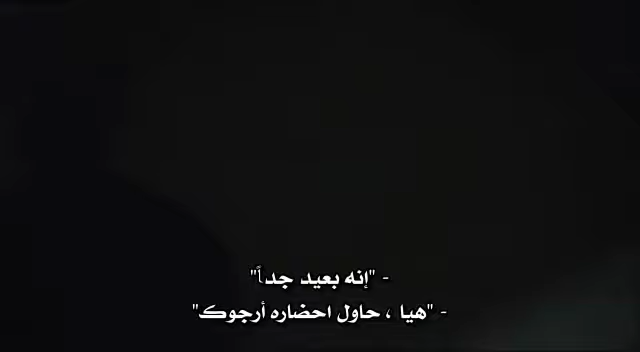 - "إنه بعيد جداً"
- "هيا ، حاول احضاره أرجوك"